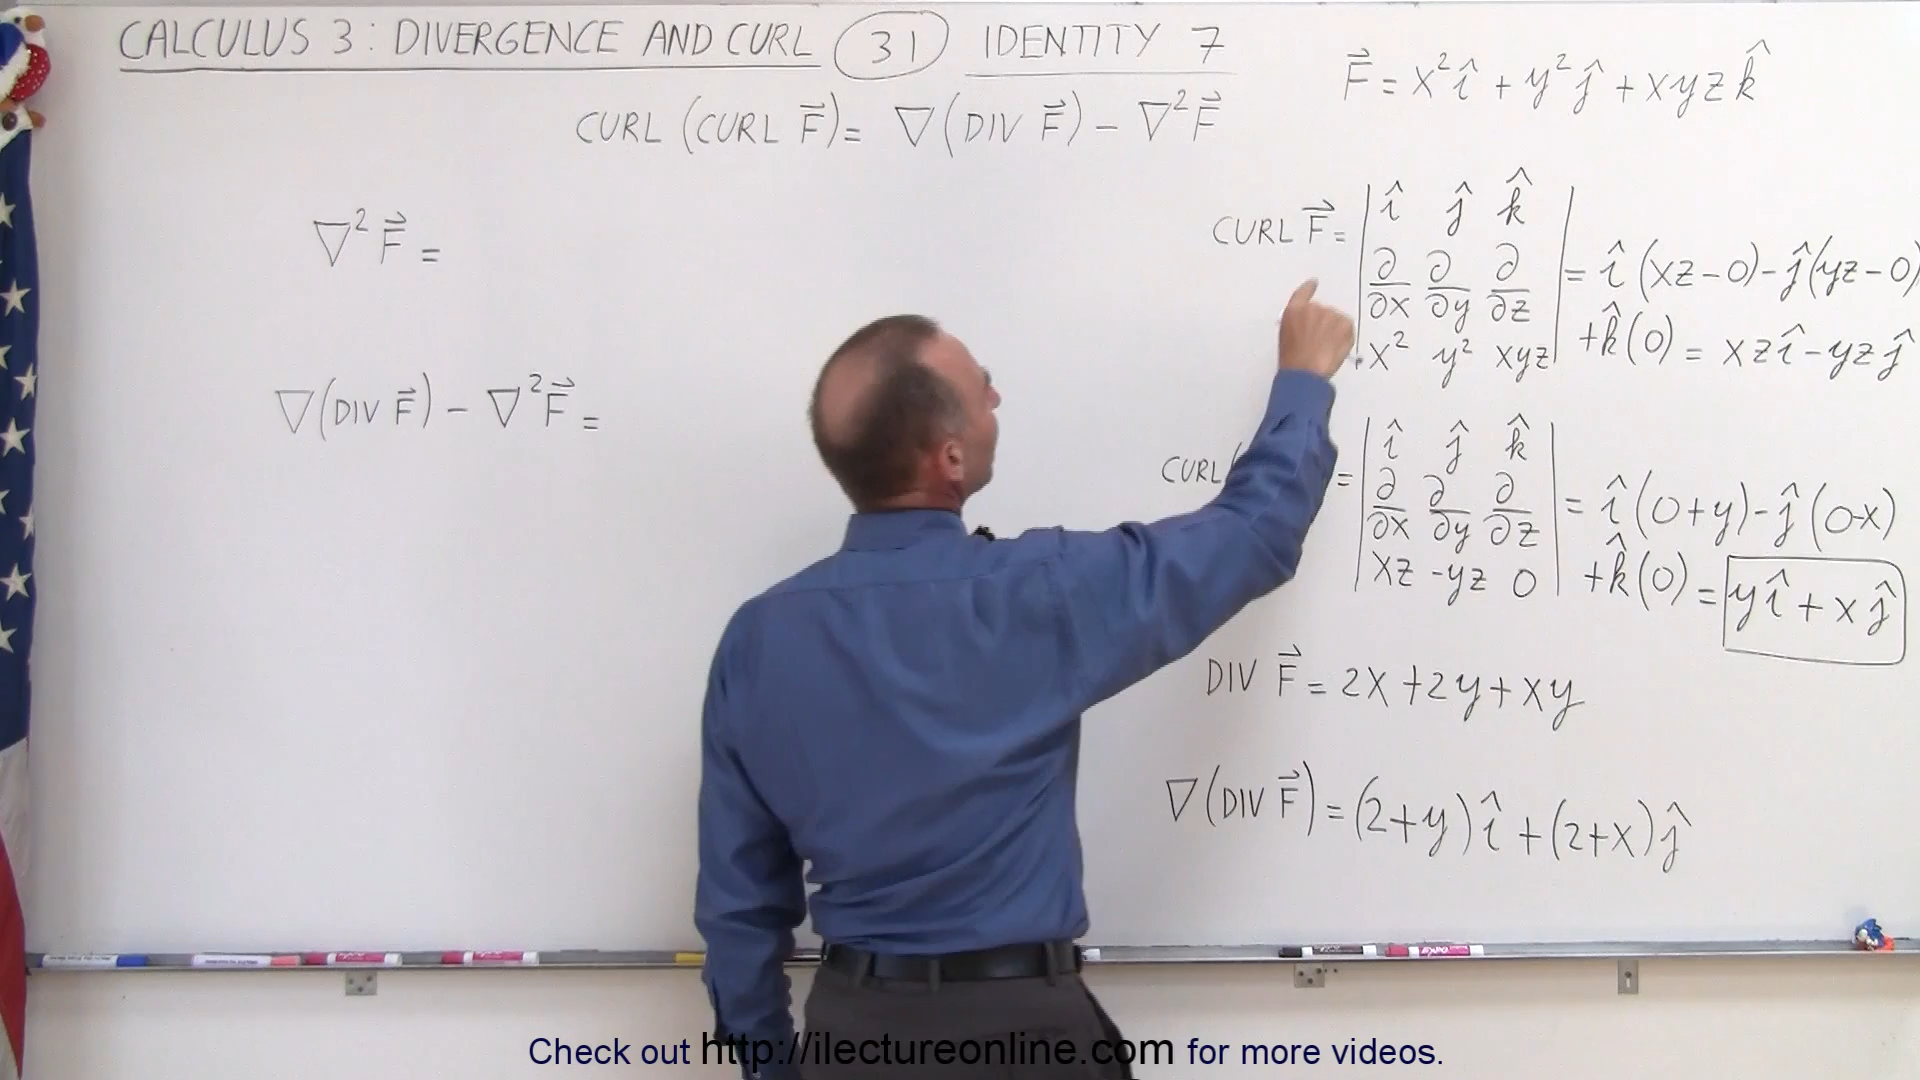 CALCULUS 3: DIVERGENCE AND CURL (31) IDENTITY 7
CURL (CURL F⃗) = ∇(DIV F⃗) − ∇²F⃗
F⃗ = x²î + y²ĵ + xyz k̂
∇²F⃗ =
∇(DIV F⃗) − ∇²F⃗ =
CURL F⃗ = | î ĵ k̂ |
| ∂/∂x ∂/∂y ∂/∂z | = î(xz−0) − ĵ(yz−0)
| x² y² xyz | + k̂(0) = xzî − yzĵ
CURL( = | î ĵ k̂ |
| ∂/∂x ∂/∂y ∂/∂z | = î(0+y) − ĵ(0-x)
| xz -yz 0 | + k̂(0) = yî + xĵ
DIV F⃗ = 2x + 2y + xy
∇(DIV F⃗) = (2+y)î + (2+x)ĵ
Check out http://ilectureonline.com for more videos.